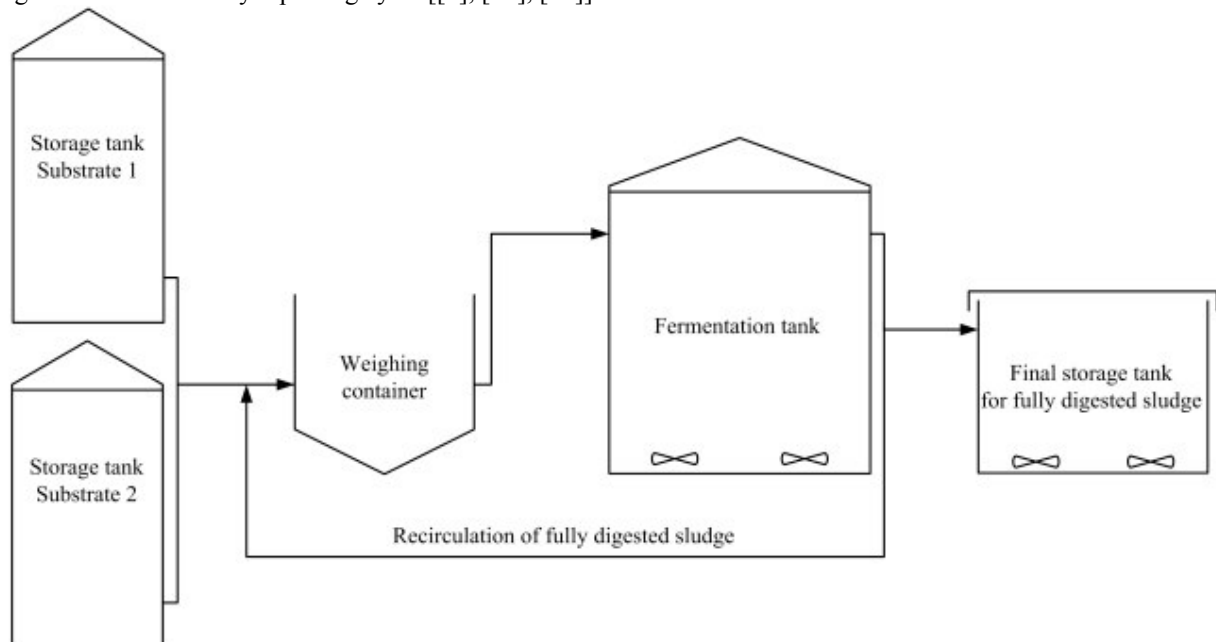 Storage tank
Substrate 1
Storage tank
Substrate 2
Weighing
container
Fermentation tank
Final storage tank
for fully digested sludge
Recirculation of fully digested sludge